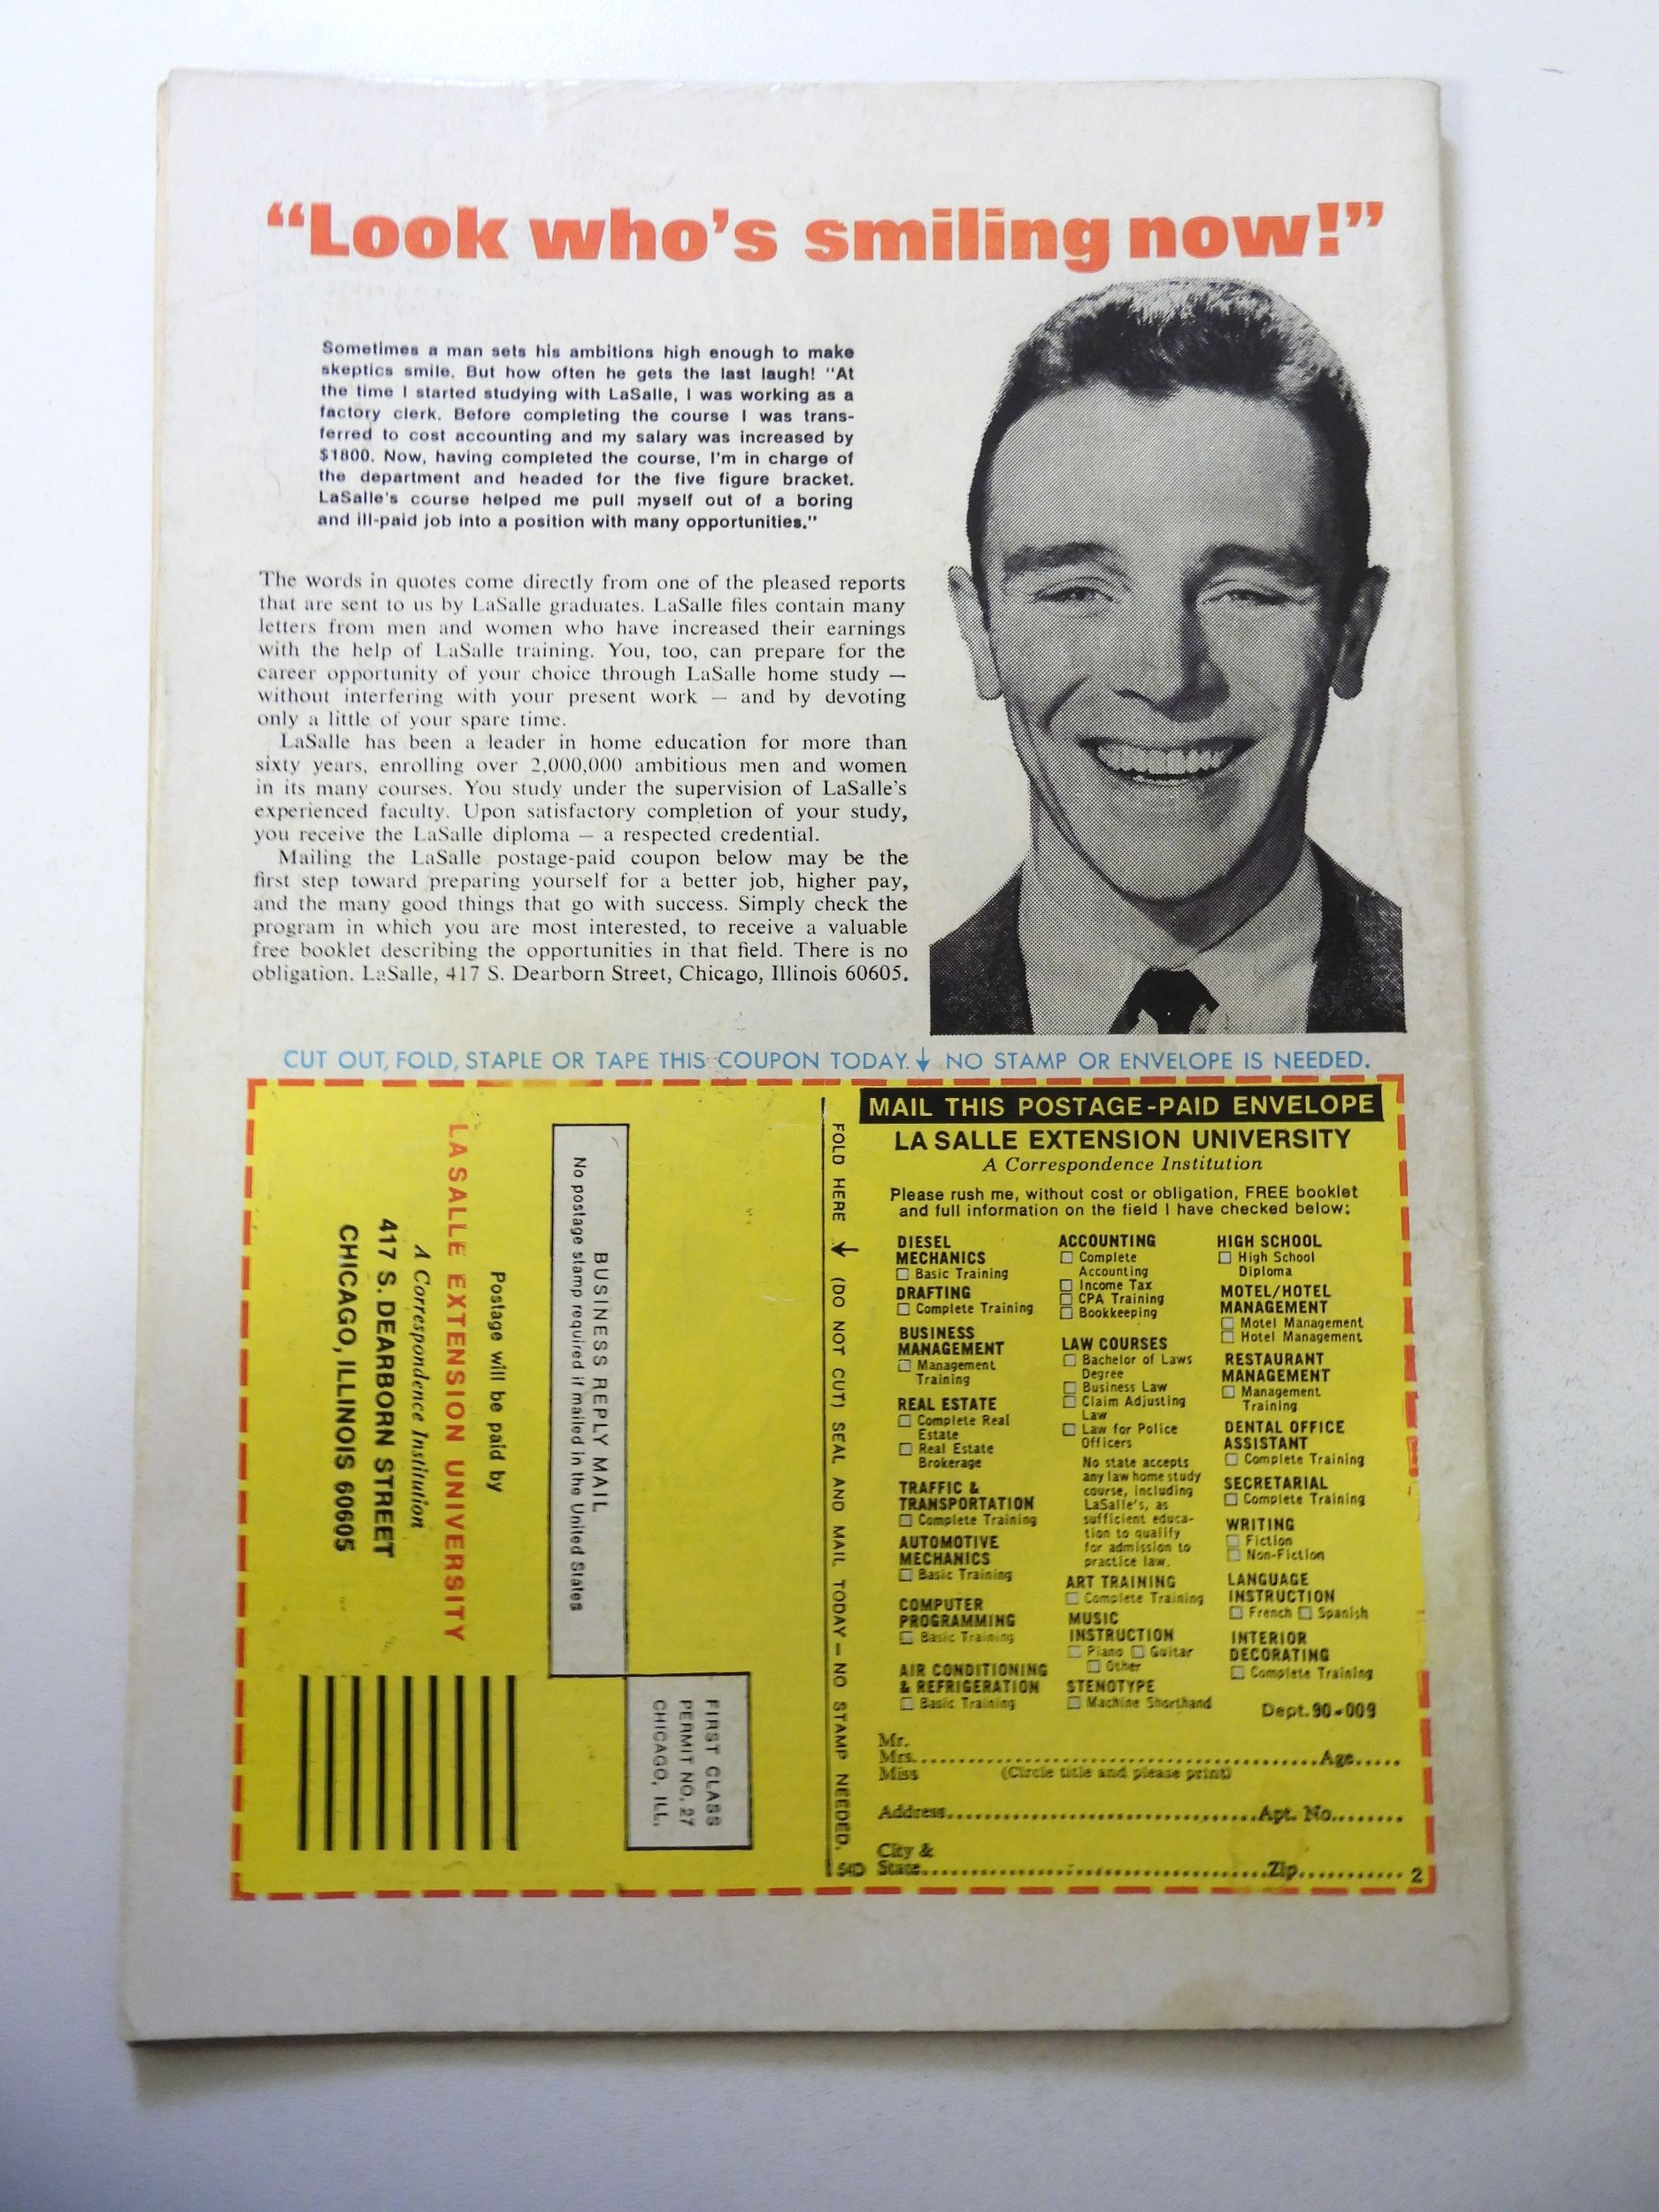 “Look who’s smiling now!”
Sometimes a man sets his ambitions high enough to make
skeptics smile. But how often he gets the last laugh! “At
the time I started studying with LaSalle, I was working as a
factory clerk. Before completing the course I was trans-
ferred to cost accounting and my salary was increased by
$1800. Now, having completed the course, I’m in charge of
the department and headed for the five figure bracket.
LaSalle’s course helped me pull myself out of a boring
and ill-paid job into a position with many opportunities.”
The words in quotes come directly from one of the pleased reports
that are sent to us by LaSalle graduates. LaSalle files contain many
letters from men and women who have increased their earnings
with the help of LaSalle training. You, too, can prepare for the
career opportunity of your choice through LaSalle home study —
without interfering with your present work — and by devoting
only a little of your spare time.
LaSalle has been a leader in home education for more than
sixty years, enrolling over 2,000,000 ambitious men and women
in its many courses. You study under the supervision of LaSalle’s
experienced faculty. Upon satisfactory completion of your study,
you receive the LaSalle diploma — a respected credential.
Mailing the LaSalle postage-paid coupon below may be the
first step toward preparing yourself for a better job, higher pay,
and the many good things that go with success. Simply check the
program in which you are most interested, to receive a valuable
free booklet describing the opportunities in that field. There is no
obligation. LaSalle, 417 S. Dearborn Street, Chicago, Illinois 60605.
CUT OUT, FOLD, STAPLE OR TAPE THIS COUPON TODAY. ↓ NO STAMP OR ENVELOPE IS NEEDED.
FIRST CLASS
PERMIT NO. 27
CHICAGO, ILL.
BUSINESS REPLY MAIL
No postage stamp required if mailed in the United States
Postage will be paid by
LA SALLE EXTENSION UNIVERSITY
A Correspondence Institution
417 S. DEARBORN STREET
CHICAGO, ILLINOIS 60605
FOLD HERE → (DO NOT CUT) SEAL AND MAIL TODAY — NO STAMP NEEDED.
MAIL THIS POSTAGE-PAID ENVELOPE
LA SALLE EXTENSION UNIVERSITY
A Correspondence Institution
Please rush me, without cost or obligation, FREE booklet
and full information on the field I have checked below:
DIESEL
MECHANICS
☐ Basic Training
DRAFTING
☐ Complete Training
BUSINESS
MANAGEMENT
☐ Management
Training
REAL ESTATE
☐ Complete Real
Estate
☐ Real Estate
Brokerage
TRAFFIC &
TRANSPORTATION
☐ Complete Training
AUTOMOTIVE
MECHANICS
☐ Basic Training
COMPUTER
PROGRAMMING
☐ Basic Training
AIR CONDITIONING
& REFRIGERATION
☐ Basic Training
ACCOUNTING
☐ Complete
Accounting
☐ Income Tax
☐ CPA Training
☐ Bookkeeping
LAW COURSES
☐ Bachelor of Laws
Degree
☐ Business Law
☐ Claim Adjusting
Law
☐ Law for Police
Officers
No state accepts
any law home study
course, including
LaSalle’s, as
sufficient educa-
tion to qualify
for admission to
practice law.
ART TRAINING
☐ Complete Training
MUSIC
INSTRUCTION
☐ Piano ☐ Guitar
☐ Other
STENOTYPE
☐ Machine Shorthand
HIGH SCHOOL
☐ High School
Diploma
MOTEL/HOTEL
MANAGEMENT
☐ Motel Management
☐ Hotel Management
RESTAURANT
MANAGEMENT
☐ Management
Training
DENTAL OFFICE
ASSISTANT
☐ Complete Training
SECRETARIAL
☐ Complete Training
WRITING
☐ Fiction
☐ Non-Fiction
LANGUAGE
INSTRUCTION
☐ French ☐ Spanish
INTERIOR
DECORATING
☐ Complete Training
Dept. 90-009
Mr.
Mrs. Age
Miss (Circle title and please print)
Address Apt. No.
City &
540 State Zip 2